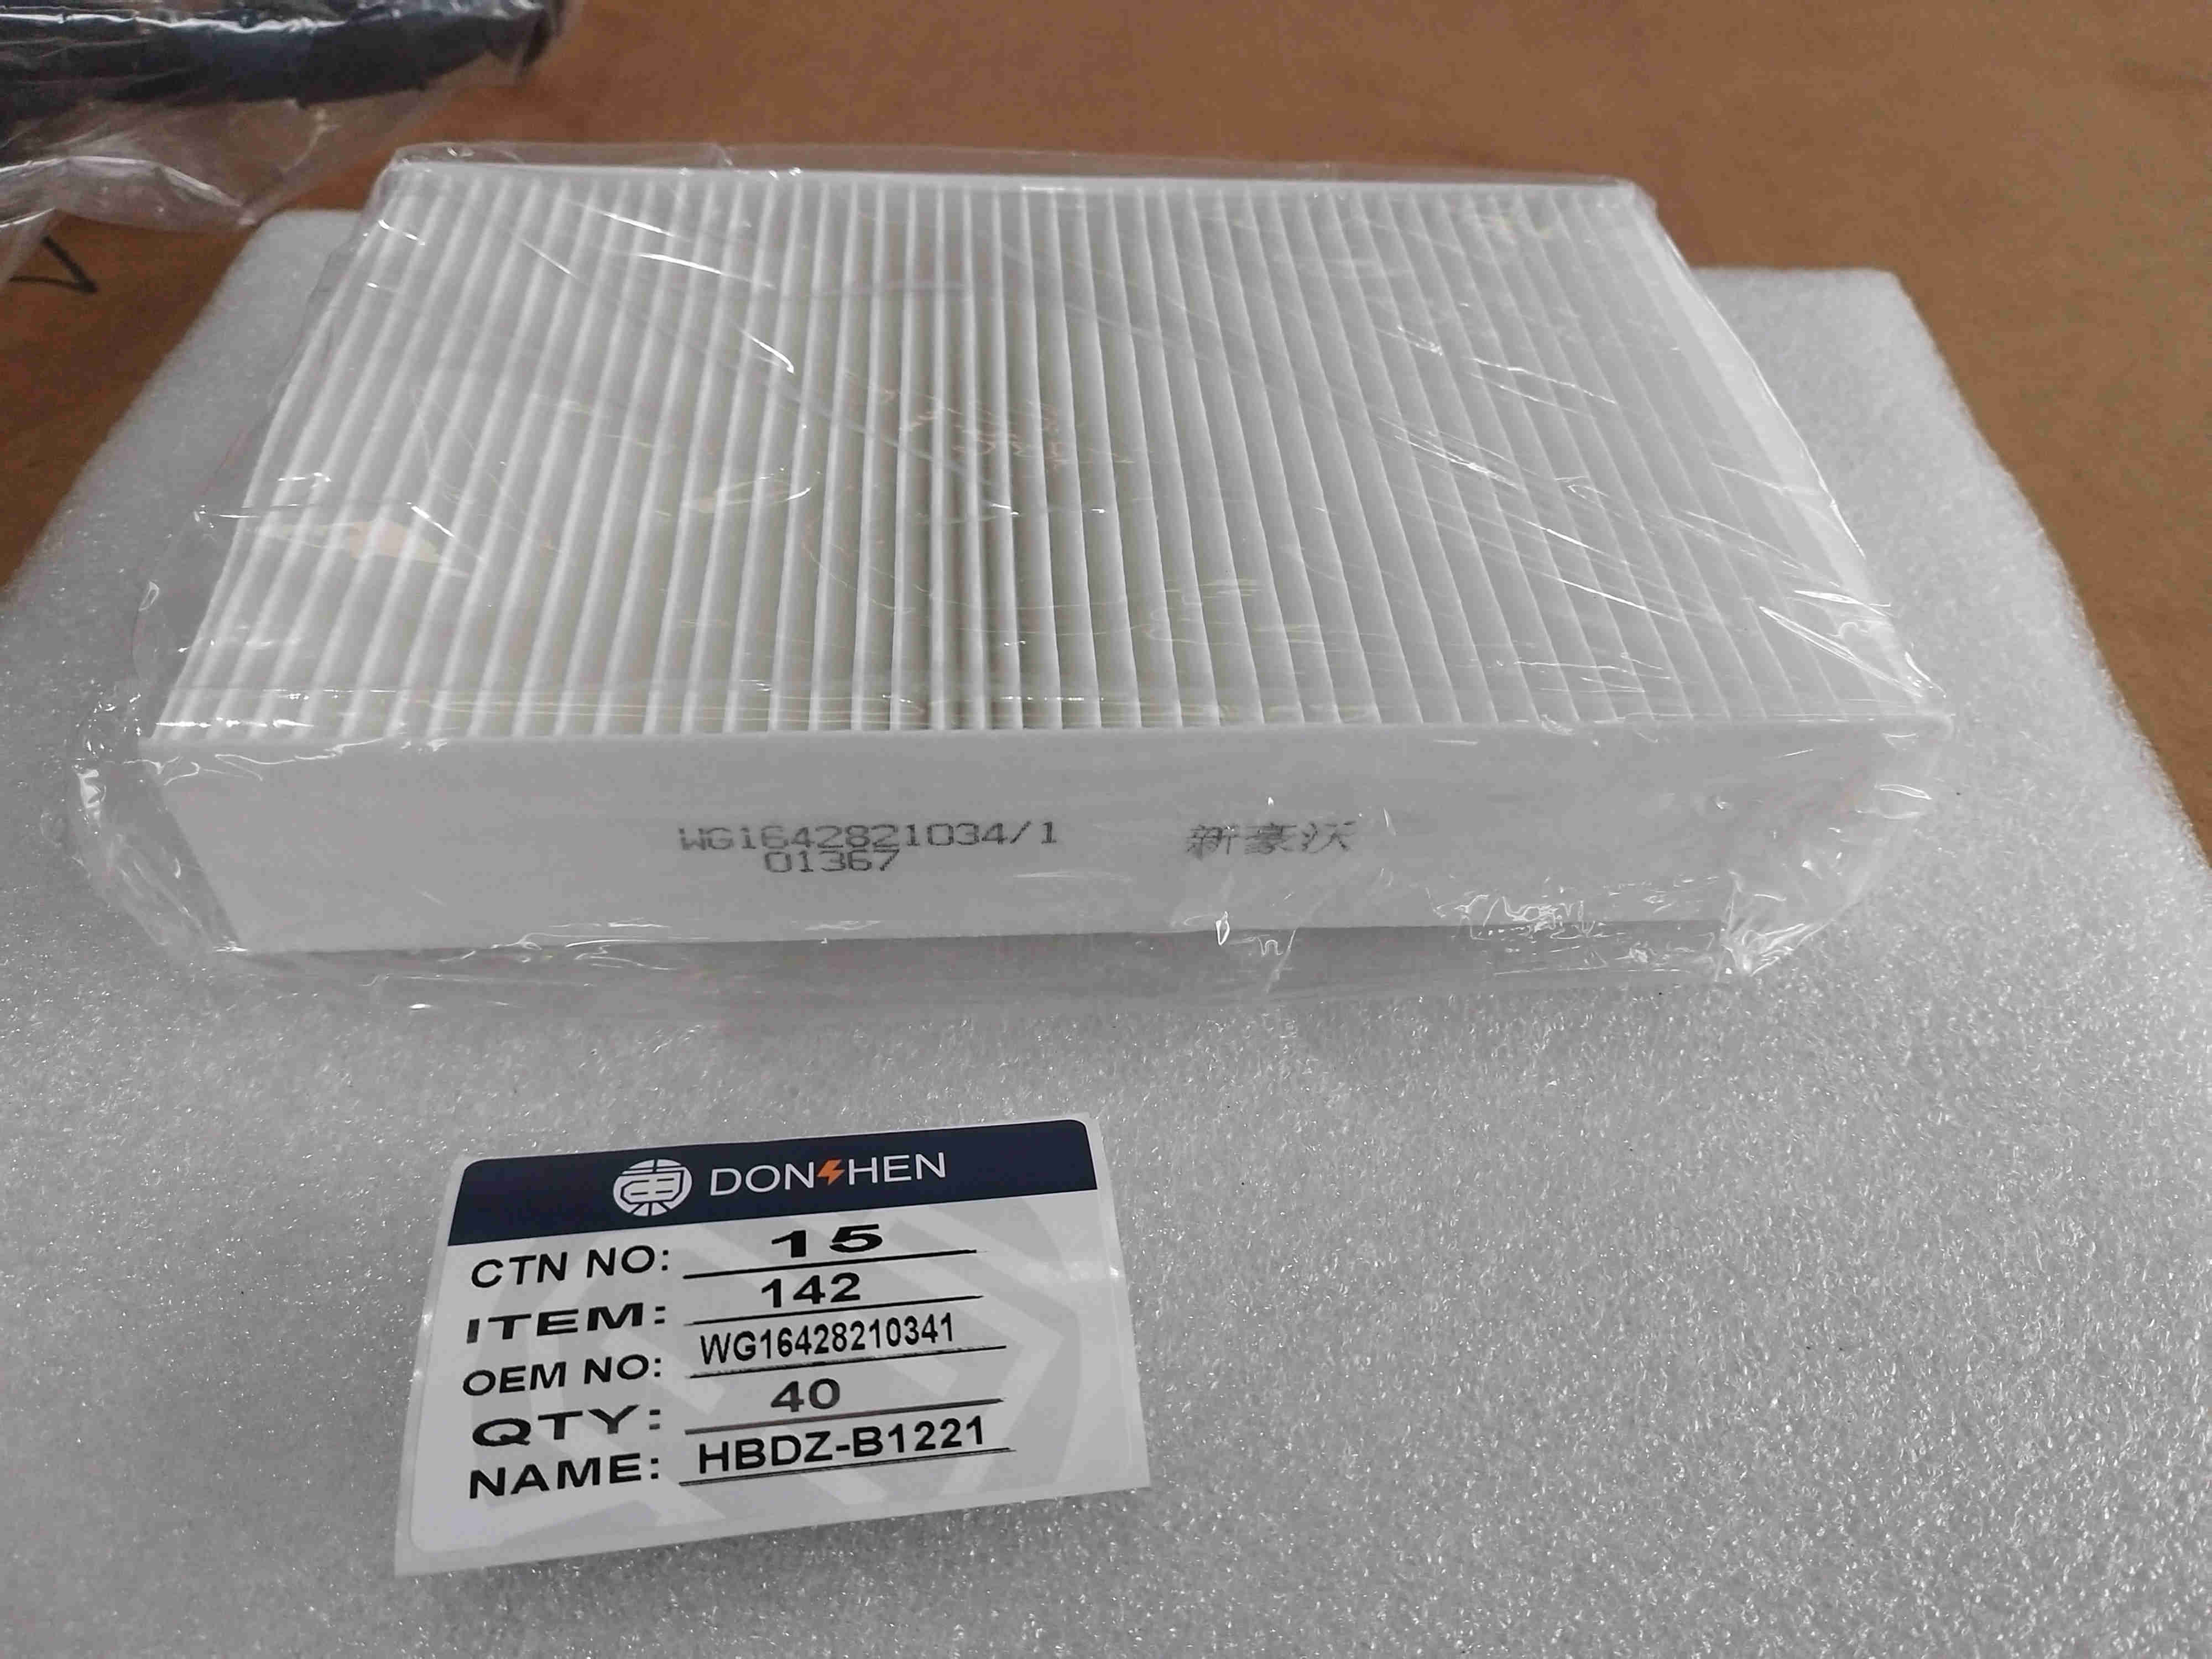 WG1642821034/1 新豪沃
01367
DONSHEN
CTN NO: 15
ITEM: 142
OEM NO: WG16428210341
QTY: 40
NAME: HBDZ-B1221